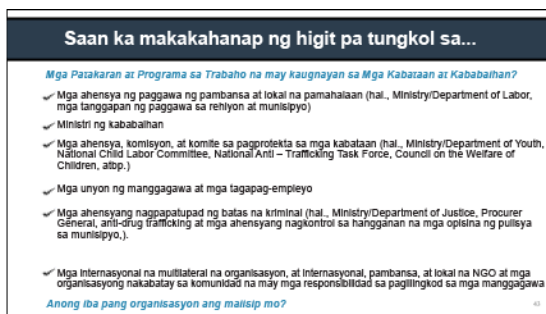 Saan ka makakahanap ng higit pa tungkol sa...
Mga Patakaran at Programa sa Trabaho na may kaugnayan sa Mga Kabataan at Kababaihan?
Mga ahensya ng paggawa ng pambansa at lokal na pamahalaan (hal., Ministry/Department of Labor,
mga tanggapan ng paggawa sa rehiyon at munisipyo)
Ministri ng kababaihan
Mga ahensya, komisyon, at komite sa pagprotekta sa mga kabataan (hal., Ministry/Department of Youth,
National Child Labor Committee, National Anti – Trafficking Task Force, Council on the Welfare of
Children, atbp.)
Mga unyon ng manggagawa at mga tagapag-empleyo
Mga ahensyang nagpapatupad ng batas na kriminal (hal., Ministry/Department of Justice, Procurer
General, anti-drug trafficking at mga ahensyang nagkontrol sa hangganan na mga opisina ng pulisya
sa munisipyo,).
Mga internasyonal na multilateral na organisasyon, at internasyonal, pambansa, at lokal na NGO at mga
organisasyong nakabatay sa komunidad na may mga responsibilidad sa paglilingkod sa mga manggagawa
Anong iba pang organisasyon ang maiisip mo?